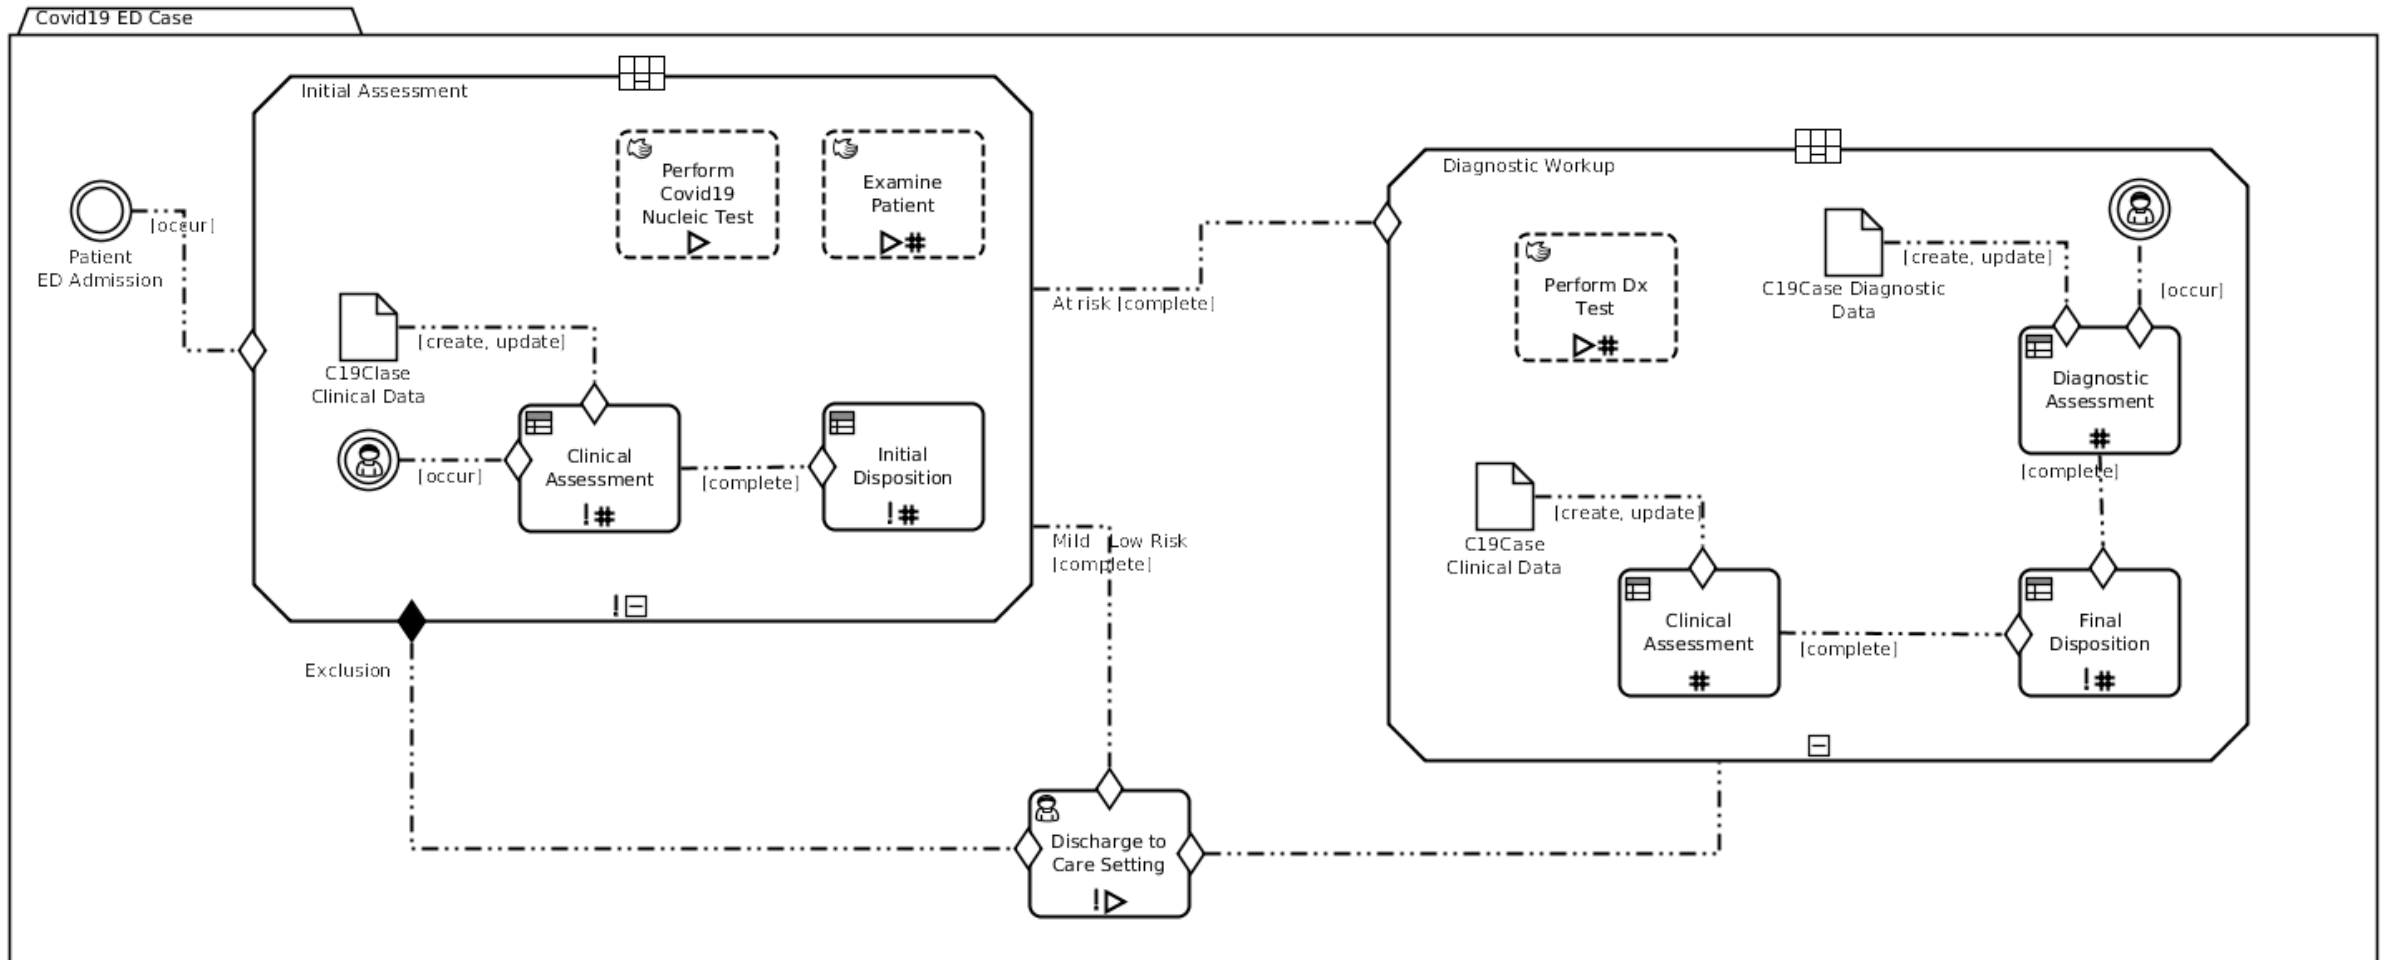 Covid19 ED Case
Initial Assessment
Perform
Covid19
Nucleic Test
Examine
Patient
[occur]
Patient
ED Admission
C19Clase
Clinical Data
[create, update]
[occur]
Clinical
Assessment
!#
[complete]
Initial
Disposition
!#
!
Exclusion
At risk [complete]
Mild Low Risk
[complete]
Diagnostic Workup
Perform Dx
Test
C19Case Diagnostic
Data
[create, update]
[occur]
Diagnostic
Assessment
#
[complete]
C19Case
Clinical Data
[create, update]
Clinical
Assessment
#
[complete]
Final
Disposition
!#
Discharge to
Care Setting
!